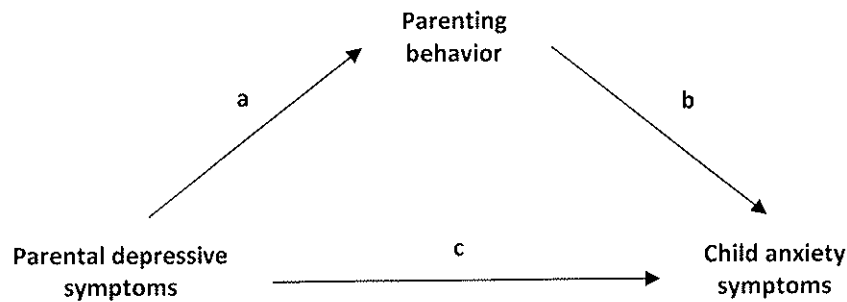 Parenting
behavior
a
b
Parental depressive
symptoms
c
Child anxiety
symptoms